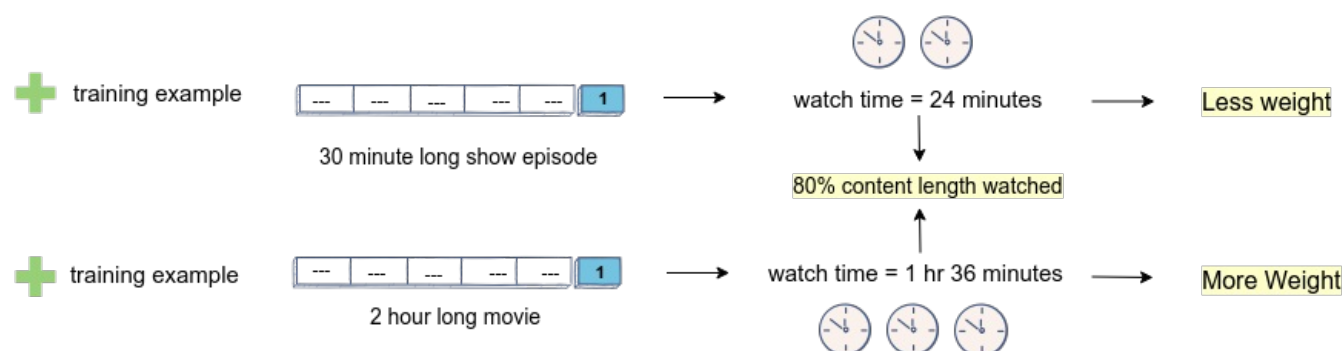 training example
---
---
---
---
---
1
watch time = 24 minutes
Less weight
30 minute long show episode
80% content length watched
training example
---
---
---
---
---
1
watch time = 1 hr 36 minutes
More Weight
2 hour long movie